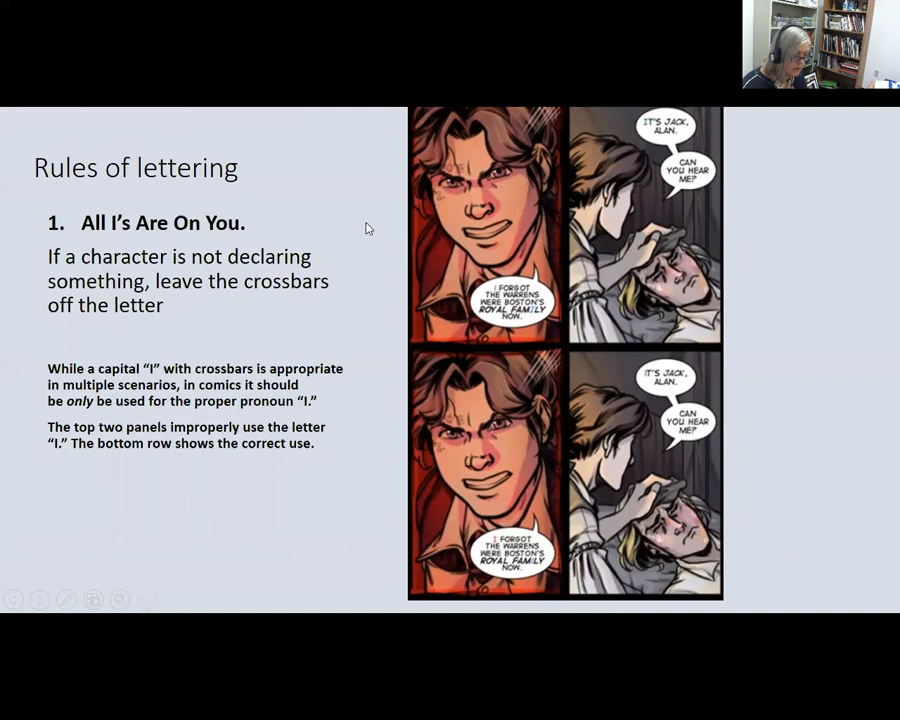 Rules of lettering
1. All I's Are On You.
If a character is not declaring
something, leave the crossbars
off the letter
While a capital “I” with crossbars is appropriate
in multiple scenarios, in comics it should
be only be used for the proper pronoun “I.”
The top two panels improperly use the letter
“I.” The bottom row shows the correct use.
I FORGOT
THE WARRENS
WERE BOSTON'S
ROYAL FAMILY
NOW.
IT'S JACK,
ALAN.
CAN
YOU HEAR
ME?
I FORGOT
THE WARRENS
WERE BOSTON'S
ROYAL FAMILY
NOW.
IT'S JACK,
ALAN.
CAN
YOU HEAR
ME?